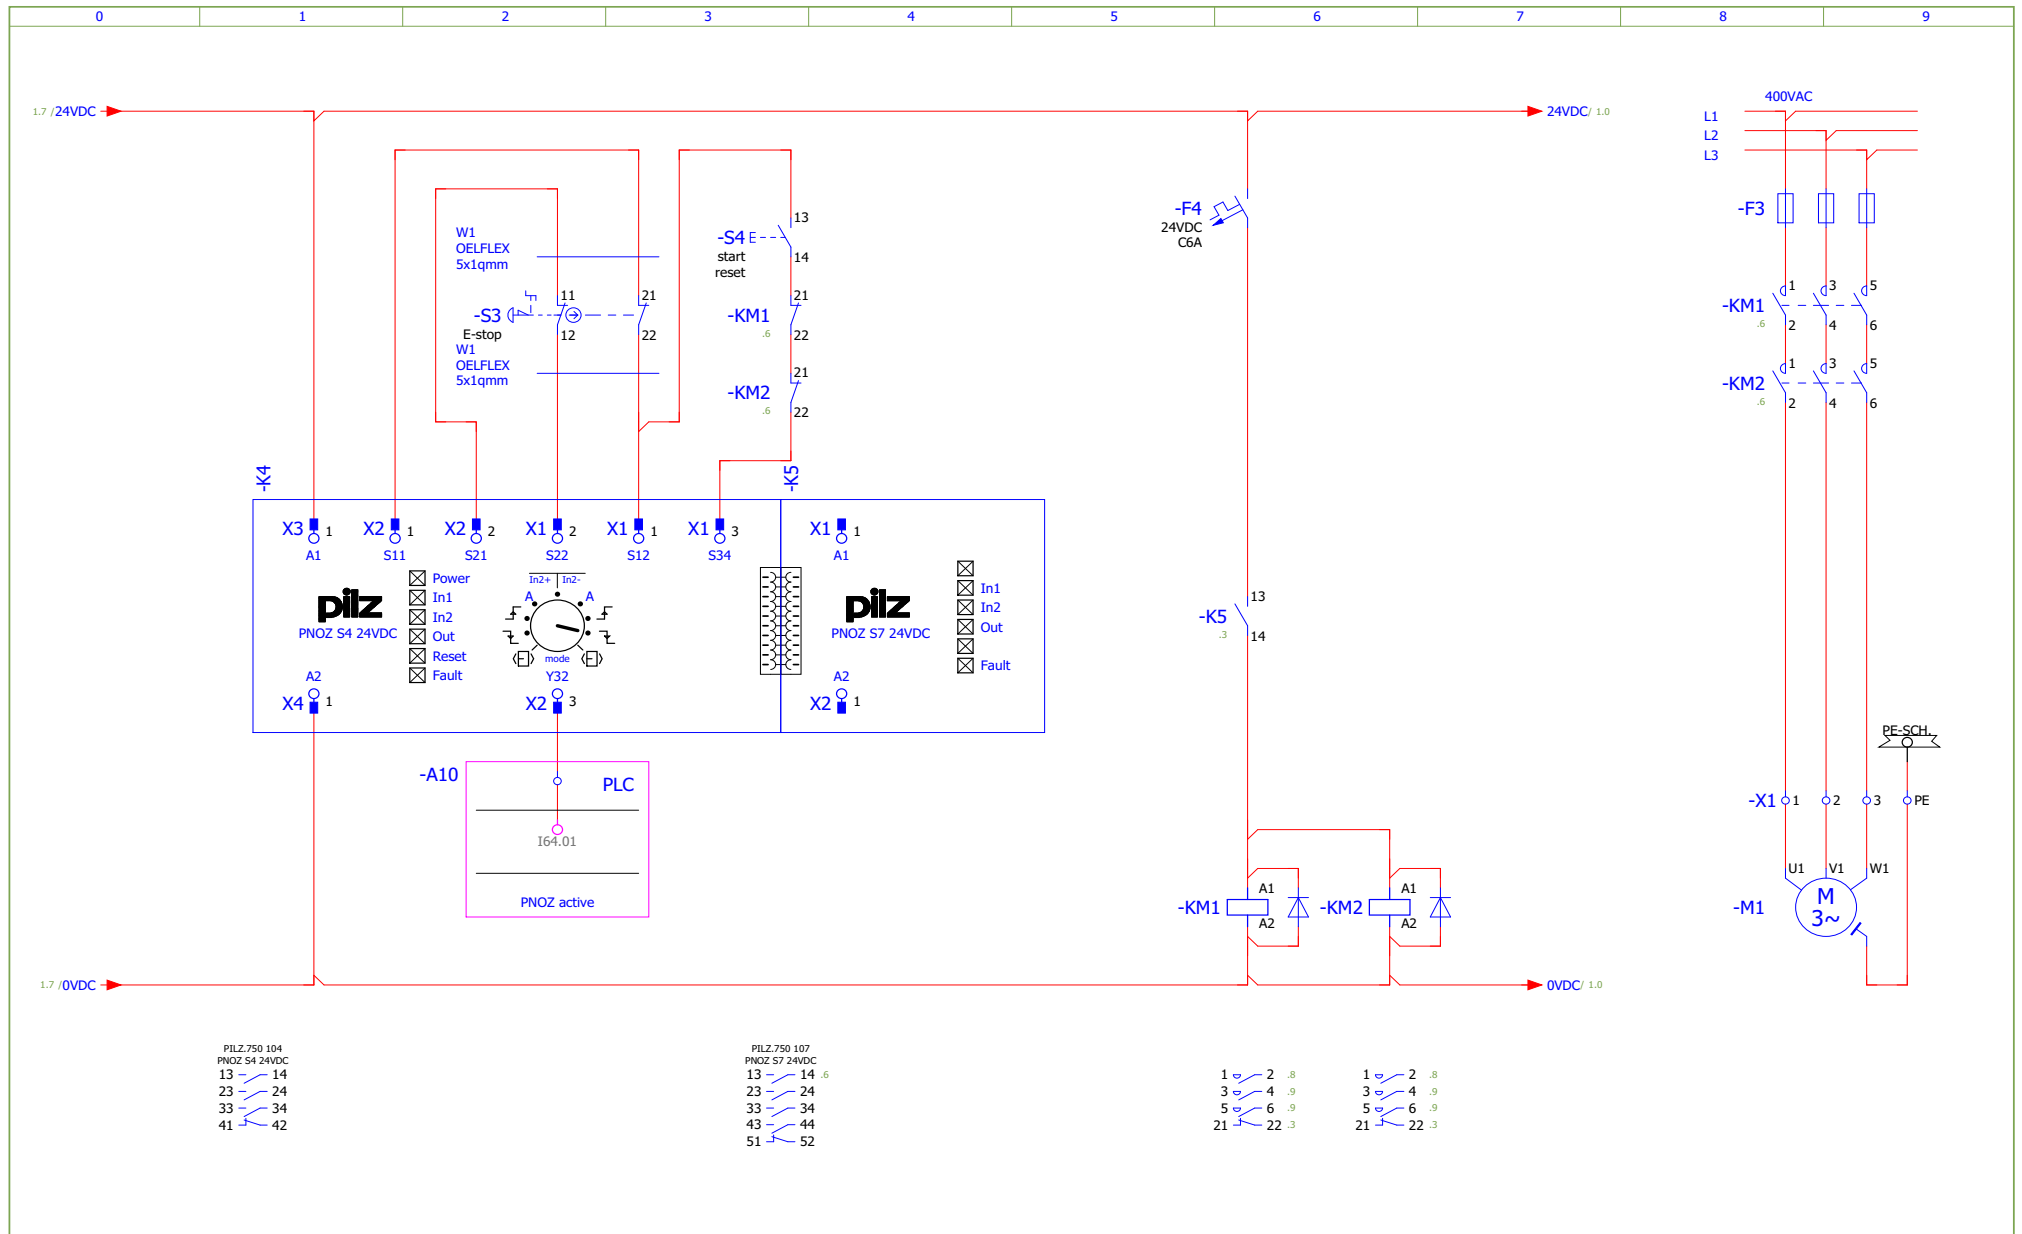 0 1 2 3 4 5 6 7 8 9
1.7 /24VDC
24VDC/ 1.0
400VAC
L1
L2
L3
W1
OELFLEX
5x1qmm
-S3
E-stop
11
12
21
22
W1
OELFLEX
5x1qmm
-S4
start
reset
13
14
-KM1
.6
21
22
-KM2
.6
21
22
-F4
24VDC
C6A
-K5
.3
13
14
-F3
-KM1
.6
1 3 5
2 4 6
-KM2
.6
1 3 5
2 4 6
-K4
X3 1
A1
X2 1
S11
X2 2
S21
X1 2
S22
X1 1
S12
X1 3
S34
pilz
PNOZ S4 24VDC
Power
In1
In2
Out
Reset
Fault
In2+ In2-
A A
mode
A2
X4 1
Y32
X2 3
-K5
X1 1
A1
pilz
PNOZ S7 24VDC
In1
In2
Out
Fault
A2
X2 1
-A10
PLC
I64.01
PNOZ active
-KM1
A1
A2
-KM2
A1
A2
PE-SCH.
-X1 1 2 3 PE
U1 V1 W1
-M1
M
3~
1.7 /0VDC
0VDC/ 1.0
PILZ.750 104
PNOZ S4 24VDC
13 14
23 24
33 34
41 42
PILZ.750 107
PNOZ S7 24VDC
13 14 .6
23 24
33 34
43 44
51 52
1 2 .8
3 4 .9
5 6 .9
21 22 .3
1 2 .8
3 4 .9
5 6 .9
21 22 .3